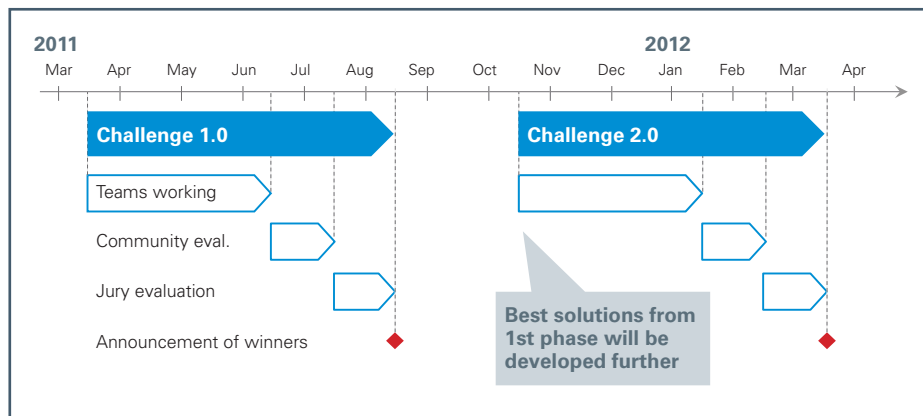 2011 2012
Mar Apr May Jun Jul Aug Sep Oct Nov Dec Jan Feb Mar Apr
Challenge 1.0 Challenge 2.0
Teams working
Community eval.
Jury evaluation
Best solutions from
1st phase will be
developed further
Announcement of winners